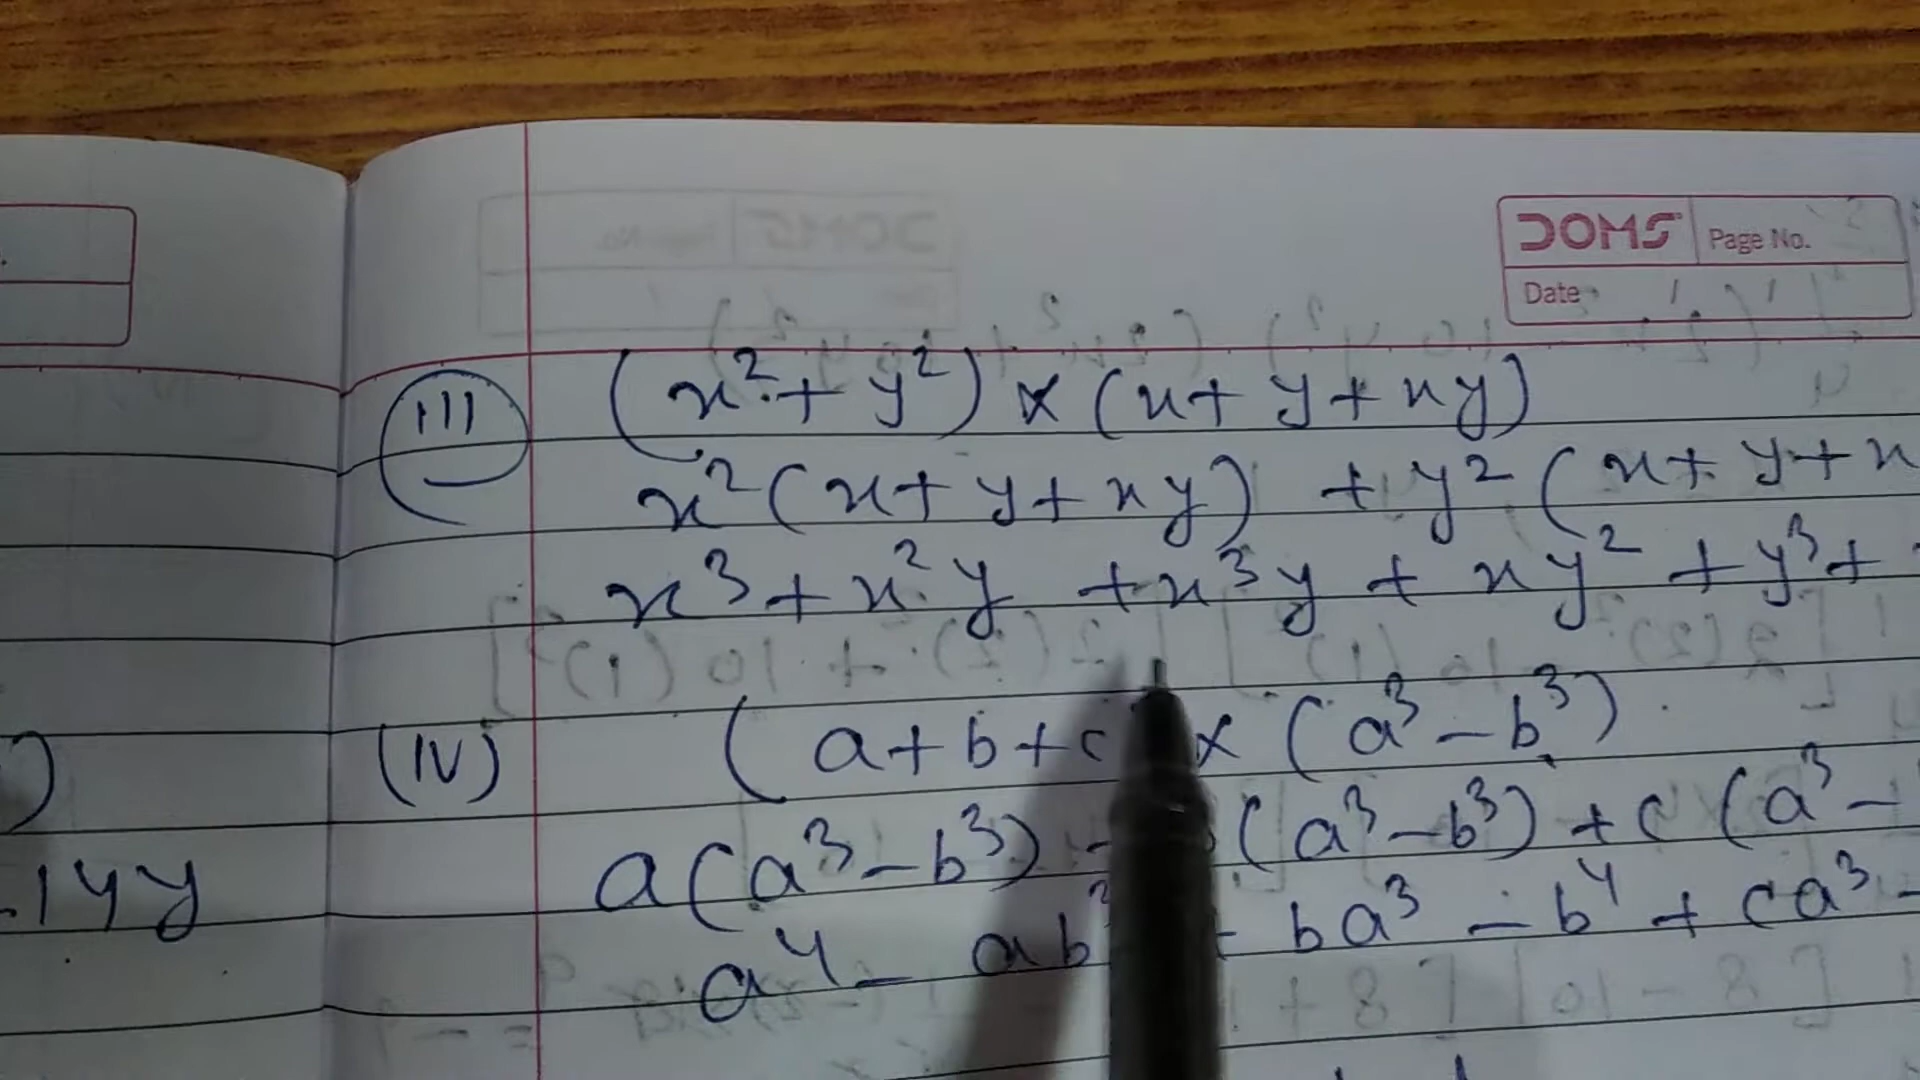 DOMS Page No.
Date
(III) (x² + y²) × (x + y + xy)
x²(x + y + xy) + y²(x + y + x
x³ + x²y + x³y + xy² + y³ +
(IV) (a + b + c × (a³ - b³)
a(a³ - b³) (a³ - b³) + c(a³ -
14y
a⁴ - ab ba³ - b⁴ + ca³ -